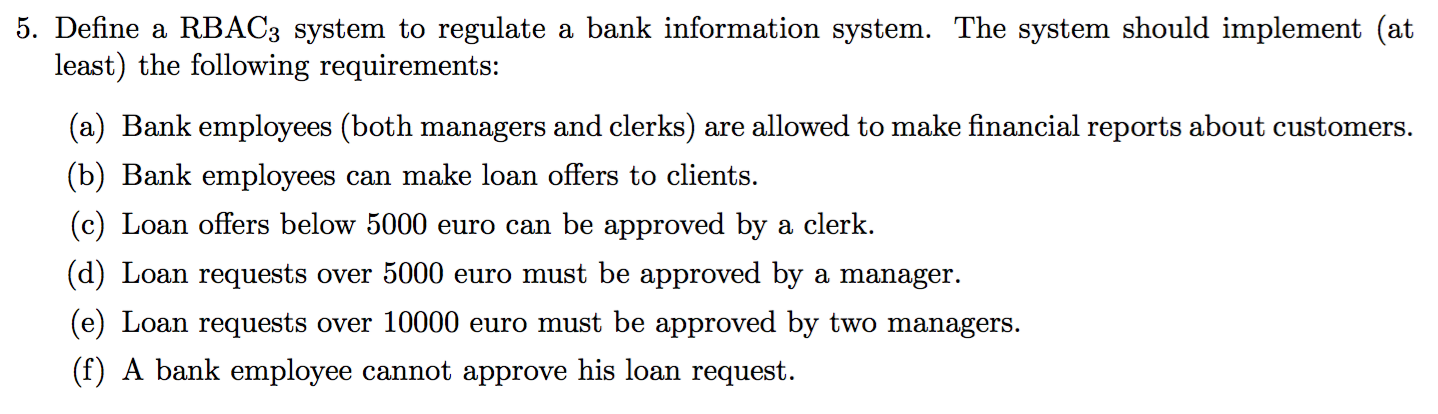 5. Define a RBAC₃ system to regulate a bank information system. The system should implement (at
least) the following requirements:
(a) Bank employees (both managers and clerks) are allowed to make financial reports about customers.
(b) Bank employees can make loan offers to clients.
(c) Loan offers below 5000 euro can be approved by a clerk.
(d) Loan requests over 5000 euro must be approved by a manager.
(e) Loan requests over 10000 euro must be approved by two managers.
(f) A bank employee cannot approve his loan request.